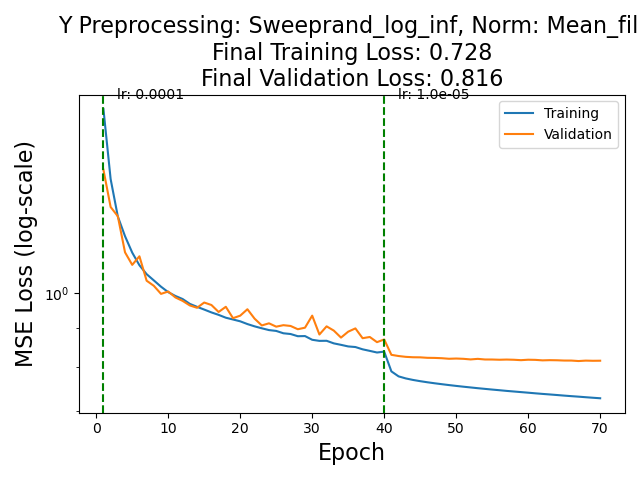 Y Preprocessing: Sweeprand_log_inf, Norm: Mean_fil
Final Training Loss: 0.728
Final Validation Loss: 0.816
lr: 0.0001
lr: 1.0e-05
Training
Validation
MSE Loss (log-scale)
10⁰
0 10 20 30 40 50 60 70
Epoch